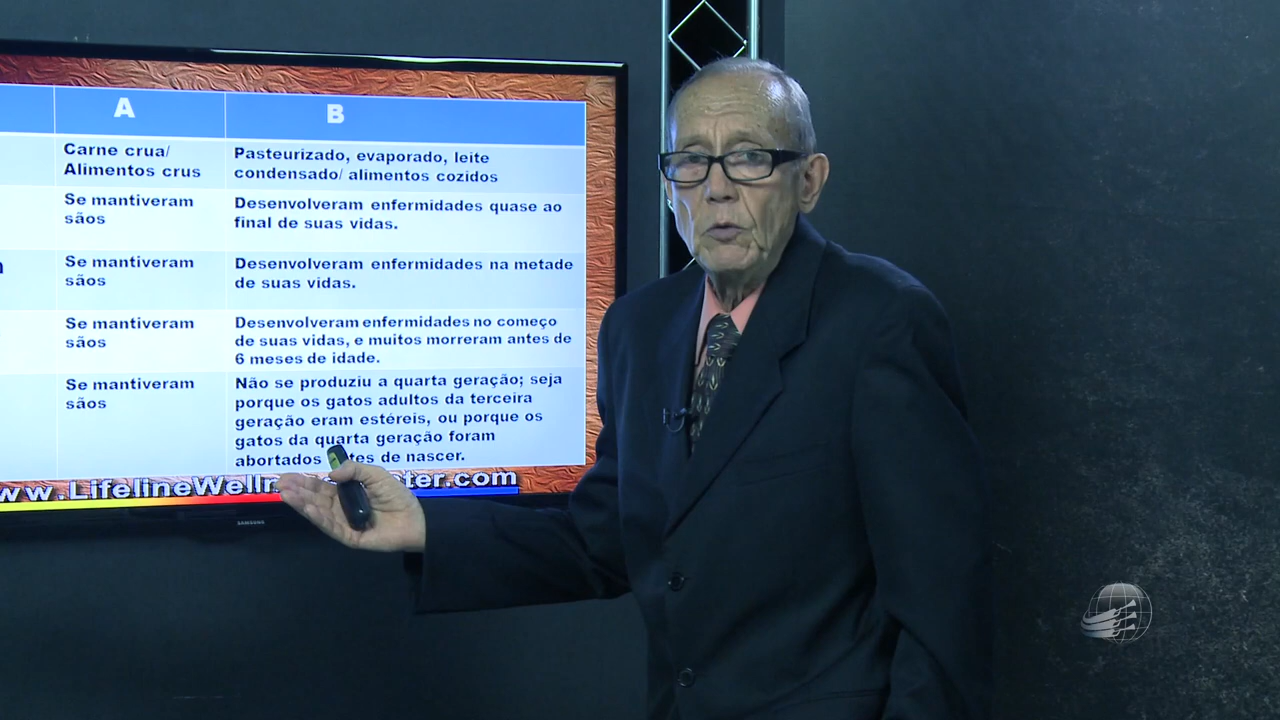 A
B
Carne crua/
Alimentos crus
Pasteurizado, evaporado, leite
condensado/ alimentos cozidos
Se mantiveram
sãos
Desenvolveram enfermidades quase ao
final de suas vidas.
Se mantiveram
sãos
Desenvolveram enfermidades na metade
de suas vidas.
Se mantiveram
sãos
Desenvolveram enfermidades no começo
de suas vidas, e muitos morreram antes de
6 meses de idade.
Se mantiveram
sãos
Não se produziu a quarta geração; seja
porque os gatos adultos da terceira
geração eram estéreis, ou porque os
gatos da quarta geração foram
abortados de nascer.
SAMSUNG